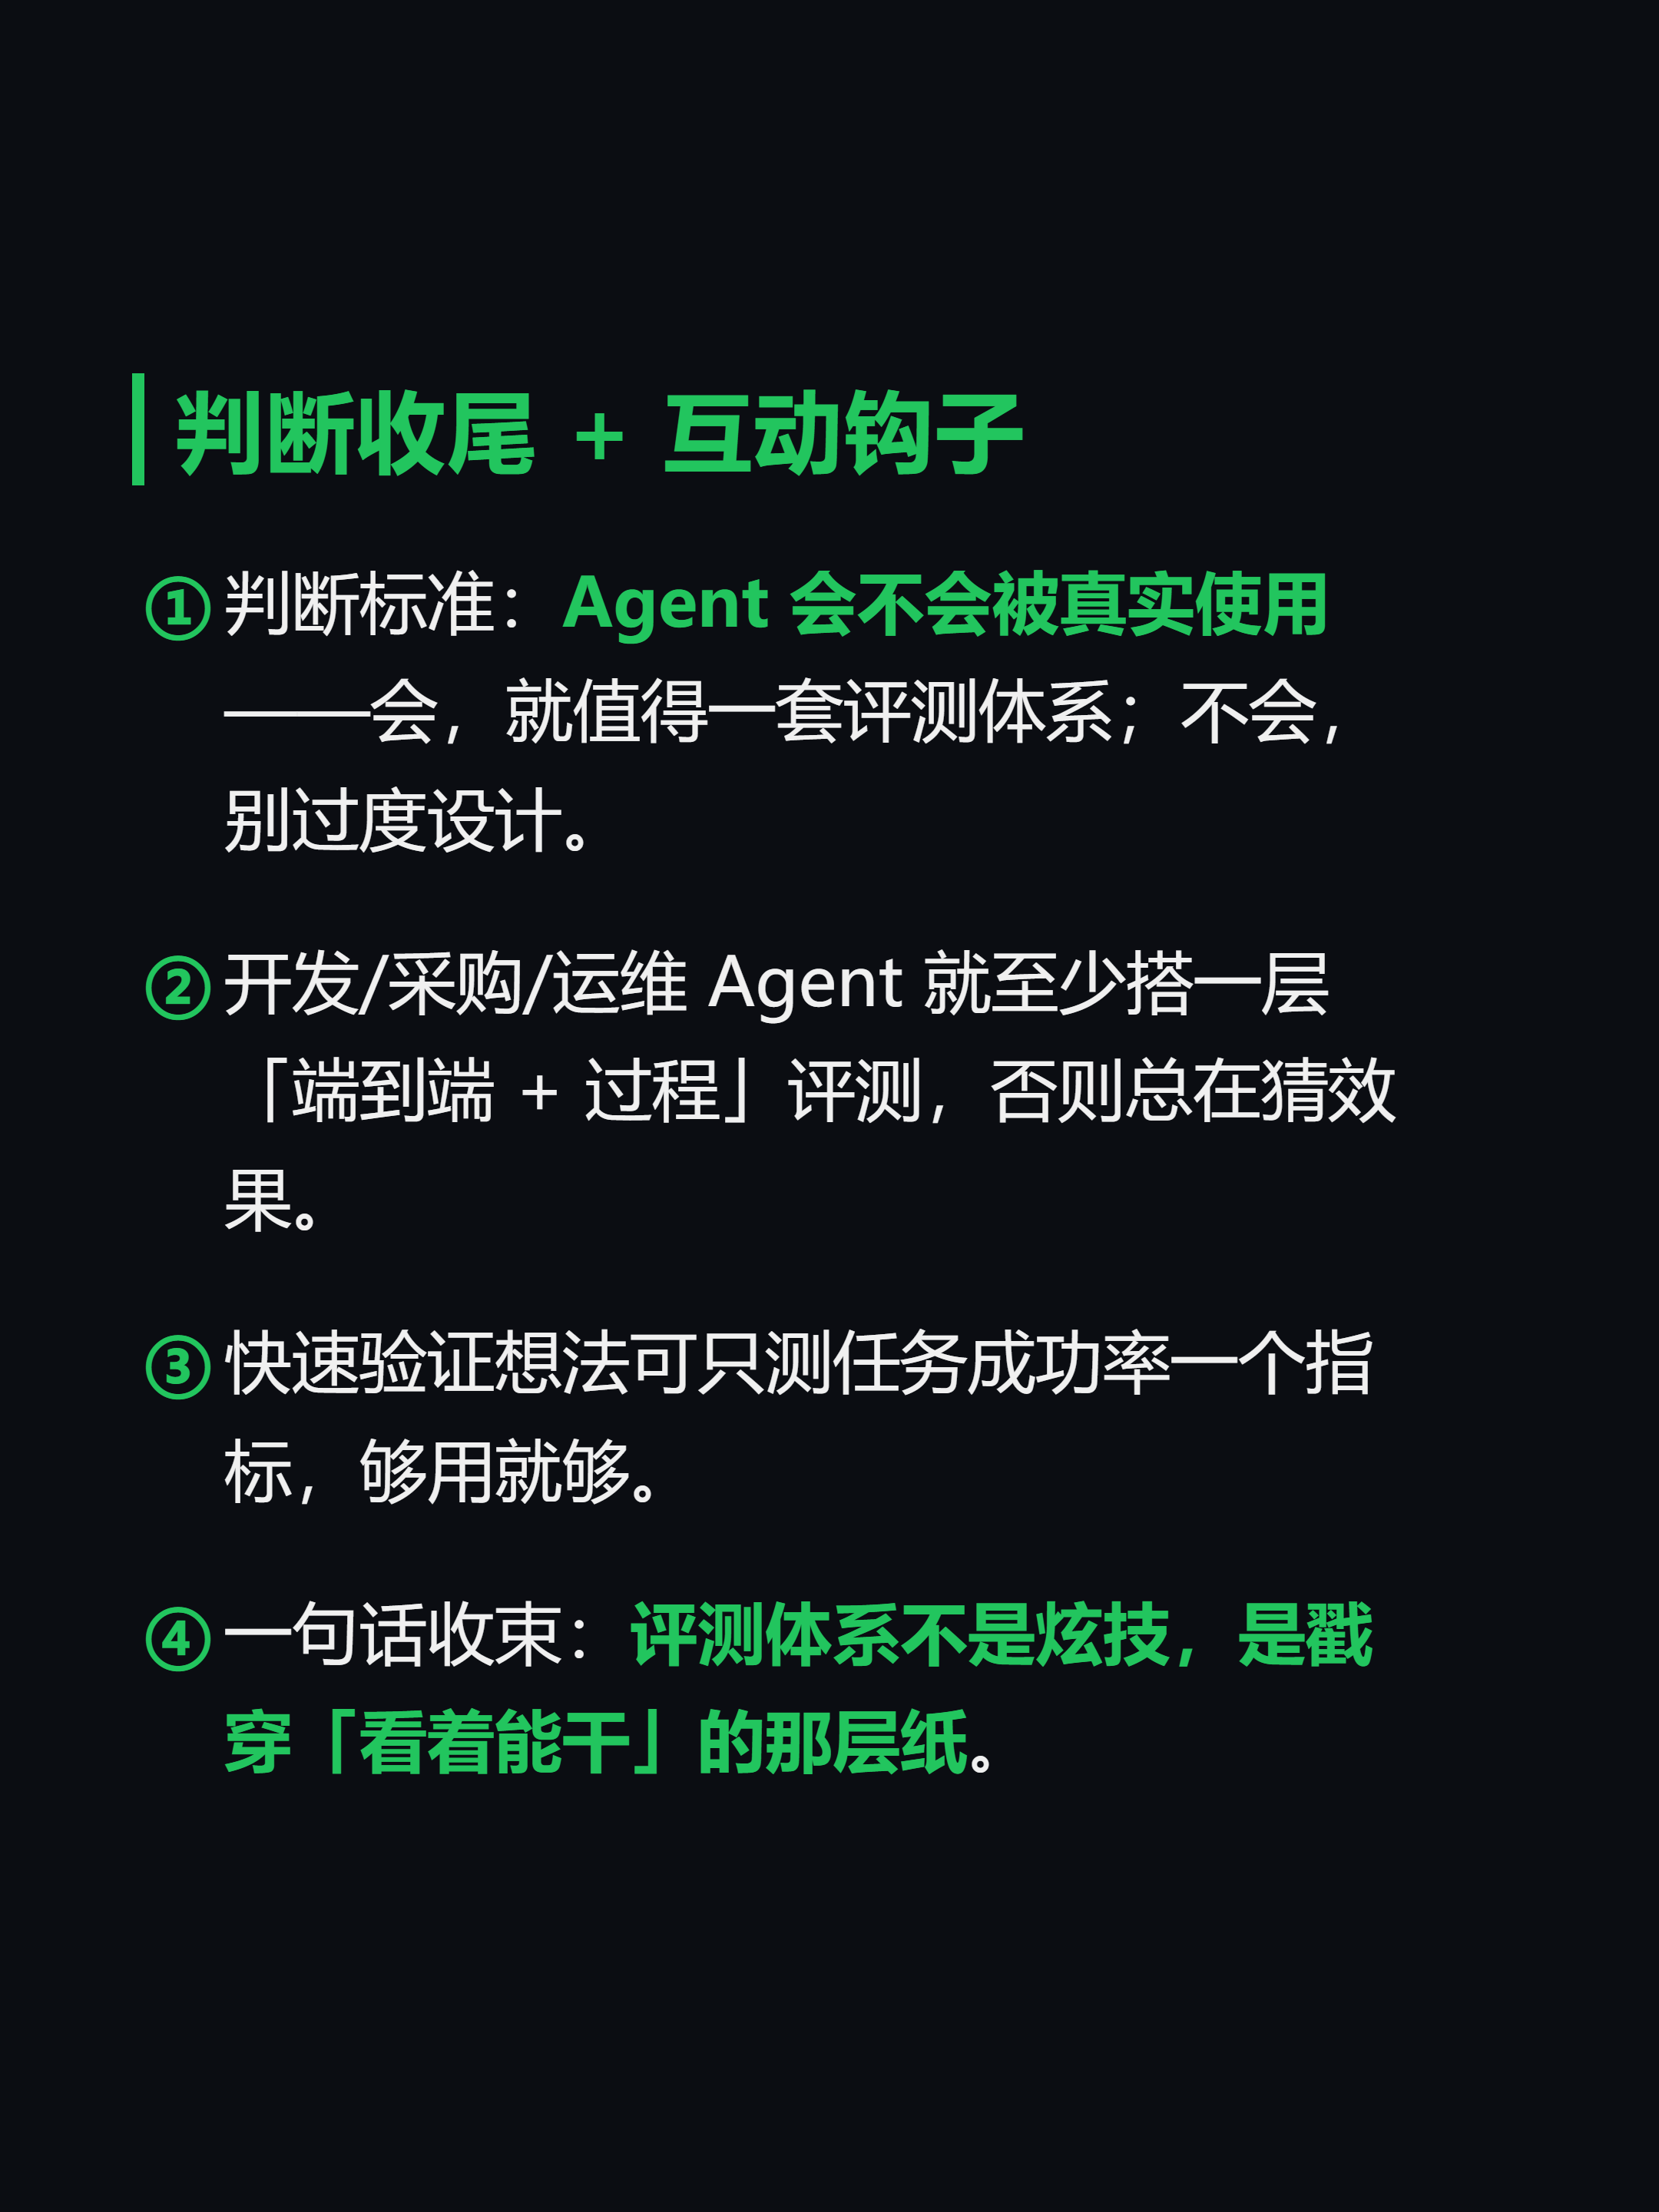 判断收尾 + 互动钩子
① 判断标准：Agent 会不会被真实使用
——会，就值得一套评测体系；不会，
别过度设计。
② 开发/采购/运维 Agent 就至少搭一层
「端到端 + 过程」评测，否则总在猜效
果。
③ 快速验证想法可只测任务成功率一个指
标，够用就够。
④ 一句话收束：评测体系不是炫技，是戳
穿「看着能干」的那层纸。